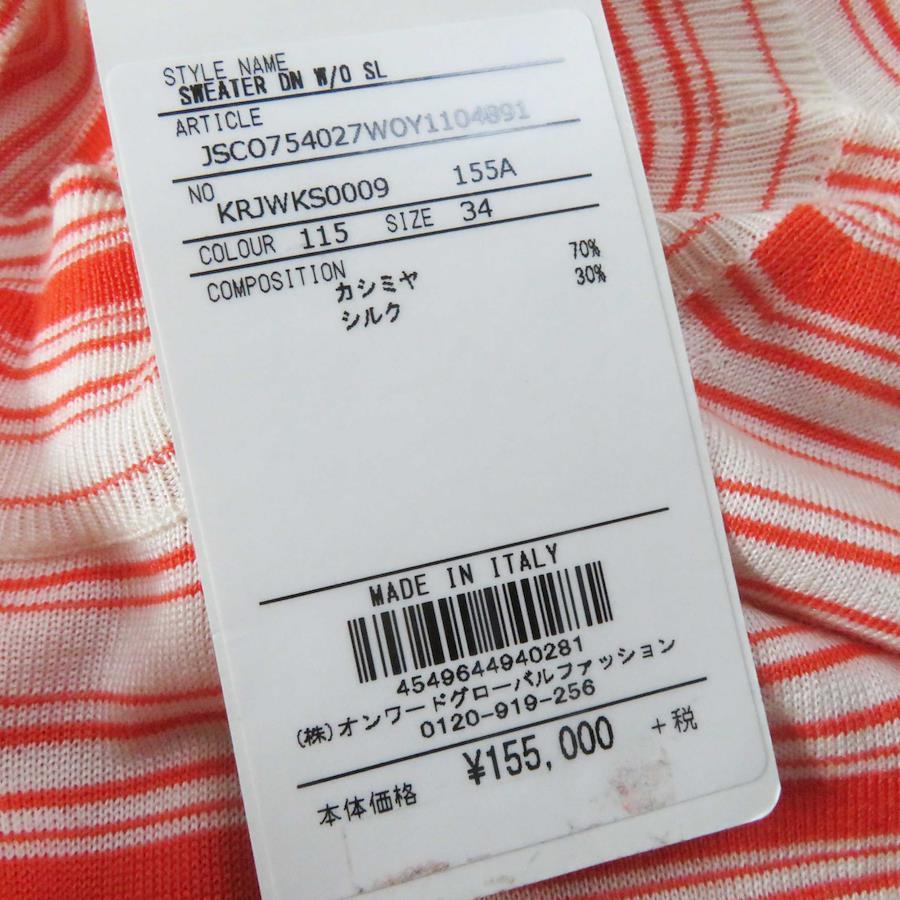 STYLE NAME
SWEATER DN W/O SL
ARTICLE
JSCO754027WOY1104891
NO KRJWKS0009 155A
COLOUR 115 SIZE 34
COMPOSITION
カシミヤ 70%
シルク 30%
MADE IN ITALY
4549644940281
(株)オンワードグローバルファッション
0120-919-256
本体価格 ¥155,000 +税